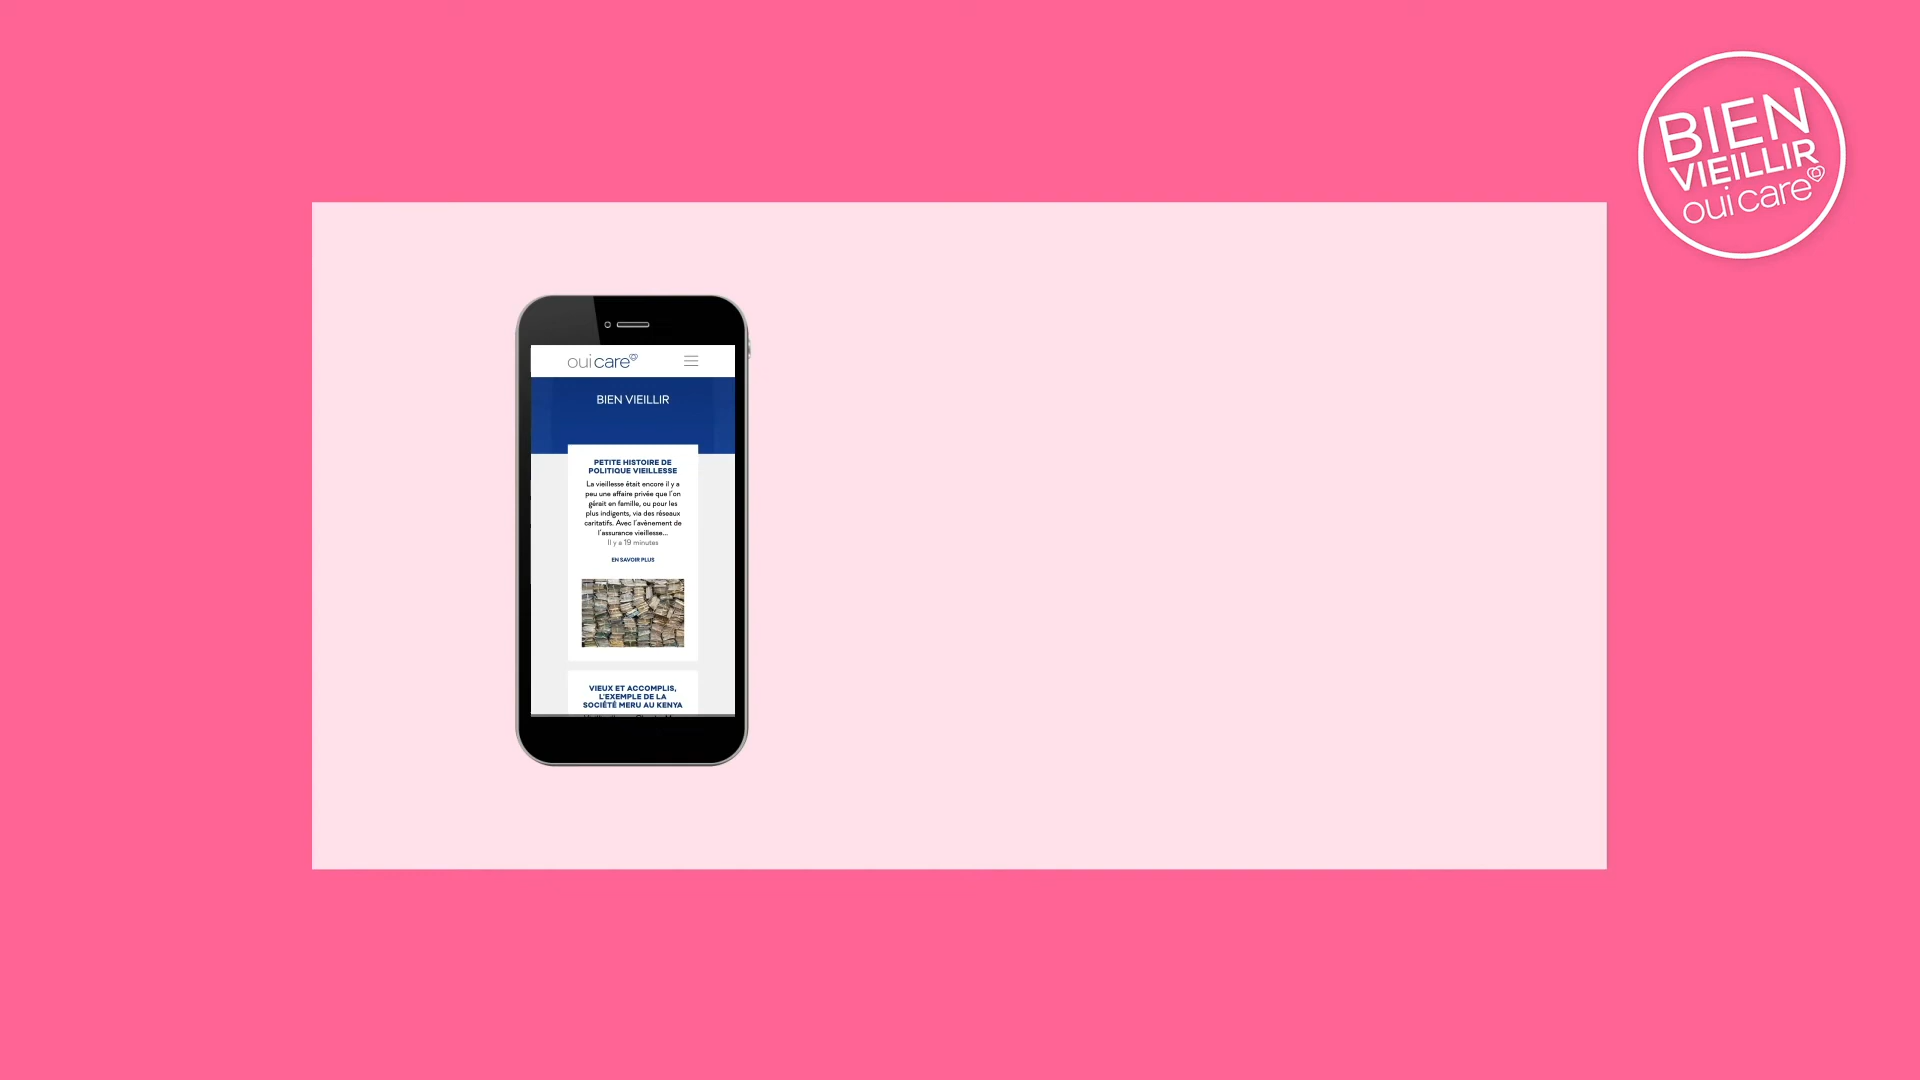 BIEN
VIEILLIR
oui care
ouicare
BIEN VIEILLIR
PETITE HISTOIRE DE
POLITIQUE VIEILLESSE
La vieillesse était encore il y a
peu une affaire privée que l'on
gérait en famille, ou pour les
plus indigents, via des réseaux
caritatifs. Avec l'avènement de
l'assurance vieillesse...
Il y a 19 minutes
EN SAVOIR PLUS
VIEUX ET ACCOMPLIS,
L'EXEMPLE DE LA
SOCIÉTÉ MERU AU KENYA